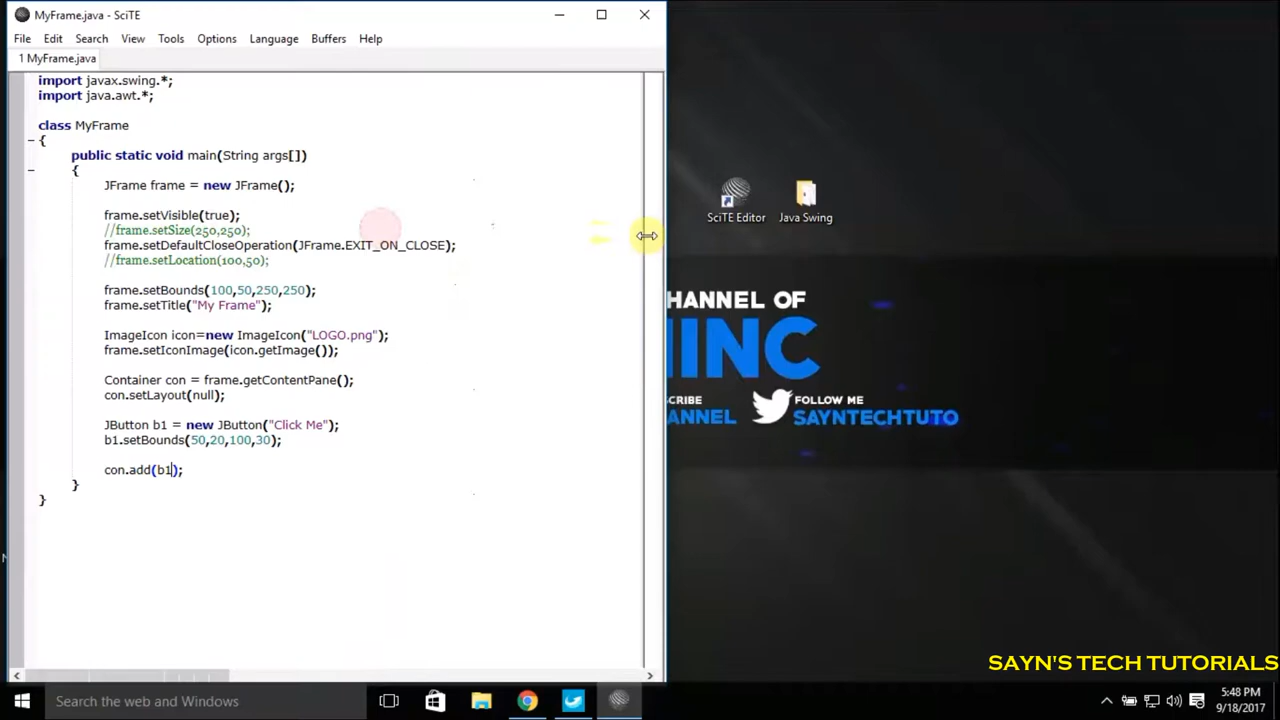 MyFrame.java - SciTE
File Edit Search View Tools Options Language Buffers Help
1 MyFrame.java
import javax.swing.*;
import java.awt.*;
class MyFrame
{
public static void main(String args[])
{
JFrame frame = new JFrame();
frame.setVisible(true);
//frame.setSize(250,250);
frame.setDefaultCloseOperation(JFrame.EXIT_ON_CLOSE);
//frame.setLocation(100,50);
frame.setBounds(100,50,250,250);
frame.setTitle("My Frame");
ImageIcon icon=new ImageIcon("LOGO.png");
frame.setIconImage(icon.getImage());
Container con = frame.getContentPane();
con.setLayout(null);
JButton b1 = new JButton("Click Me");
b1.setBounds(50,20,100,30);
con.add(b1);
}
}
SciTE Editor
Java Swing
HANNEL OF
INC
SCRIBE
ANNEL
FOLLOW ME
SAYNTECHTUTO
SAYN'S TECH TUTORIALS
Search the web and Windows
5:48 PM
9/18/2017